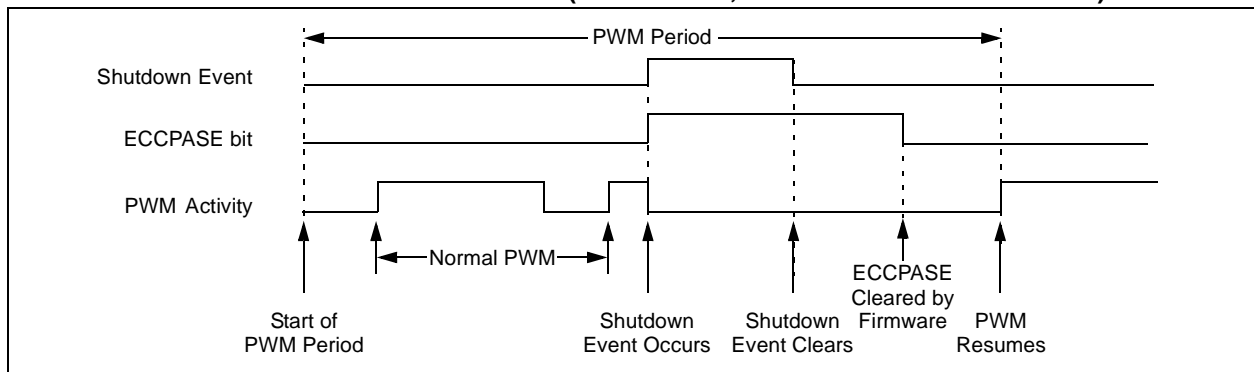 PWM Period
Shutdown Event
ECCPASE bit
PWM Activity
Normal PWM
Start of
PWM Period
Shutdown
Event Occurs
Shutdown
Event Clears
ECCPASE
Cleared by
Firmware
PWM
Resumes